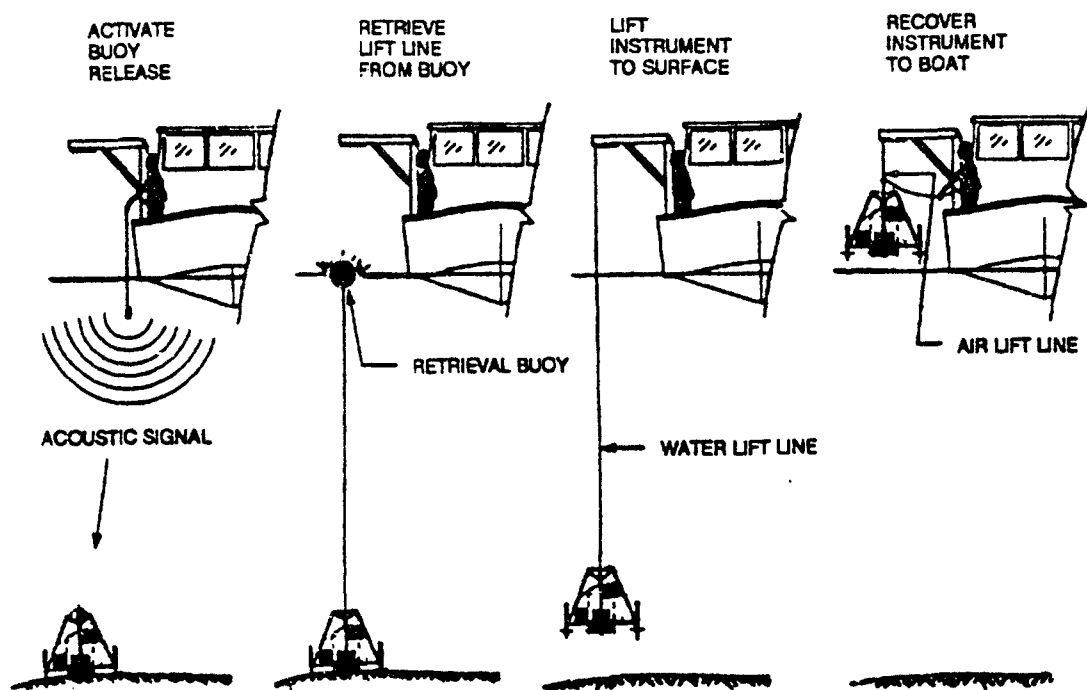 ACTIVATE
BUOY
RELEASE
RETRIEVE
LIFT LINE
FROM BUOY
LIFT
INSTRUMENT
TO SURFACE
RECOVER
INSTRUMENT
TO BOAT
RETRIEVAL BUOY
AIR LIFT LINE
ACOUSTIC SIGNAL
WATER LIFT LINE